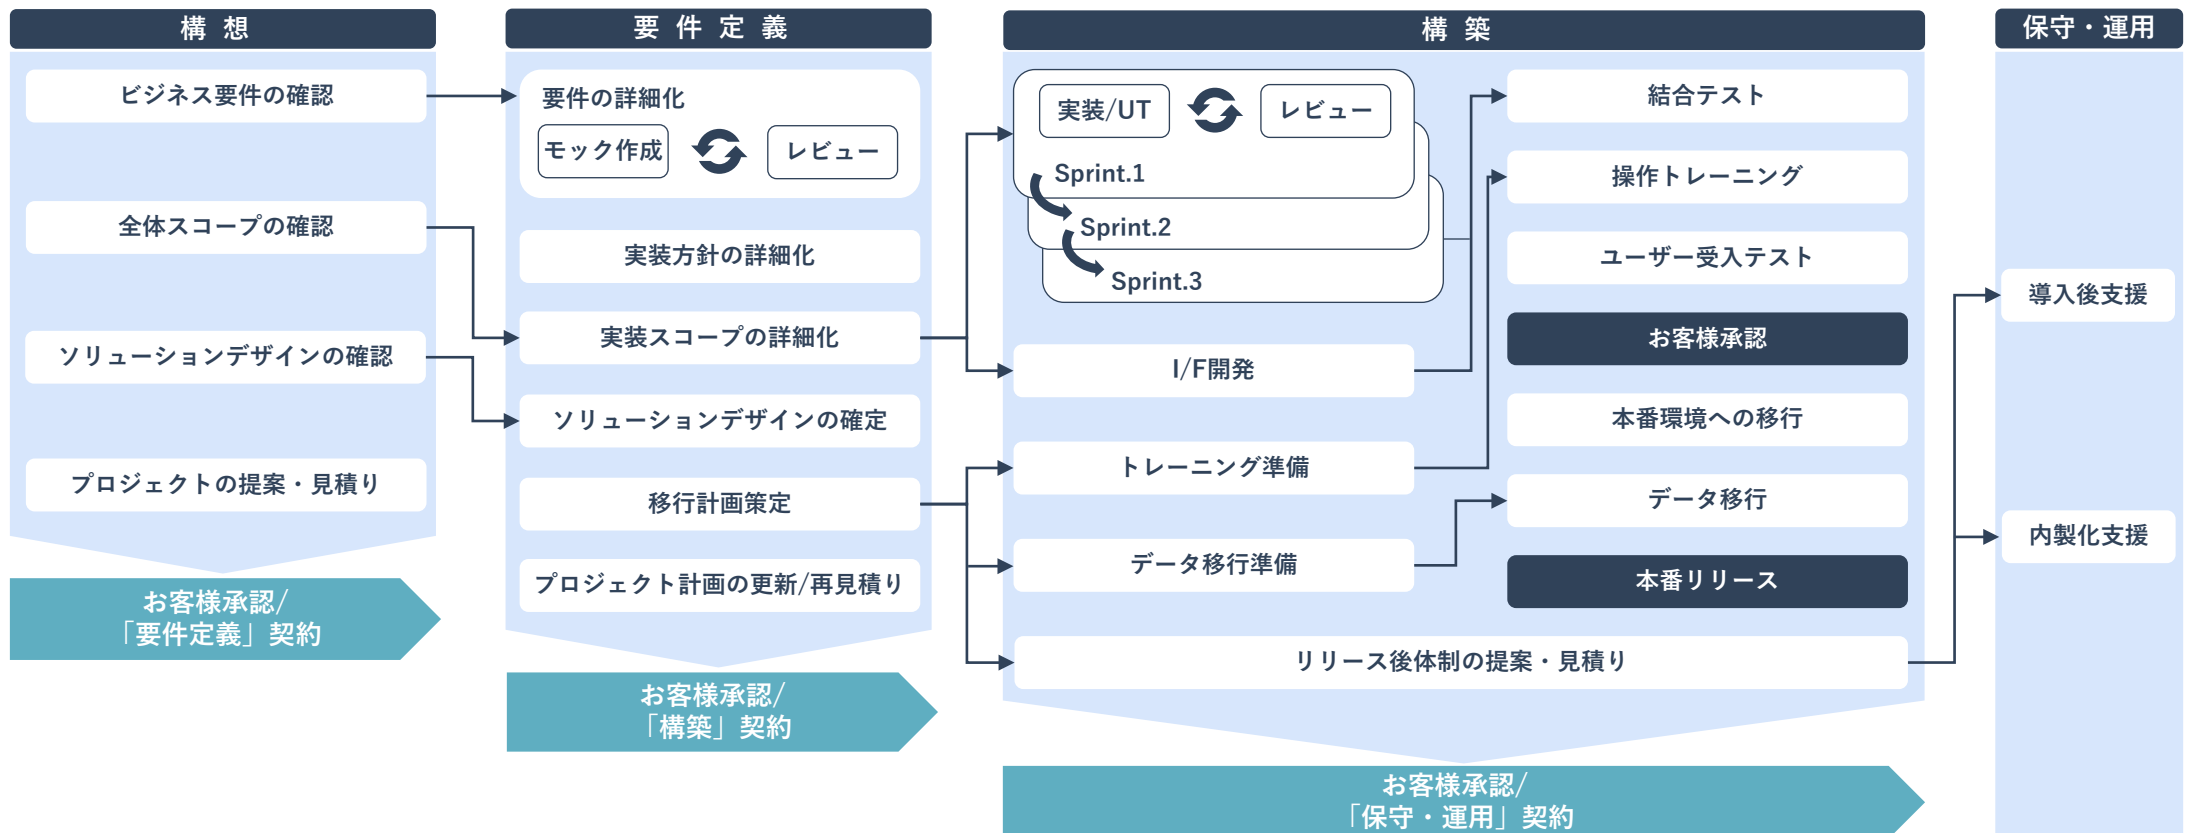 構想
ビジネス要件の確認
全体スコープの確認
ソリューションデザインの確認
プロジェクトの提案・見積り
お客様承認/
「要件定義」契約
要件定義
要件の詳細化
モック作成
レビュー
実装方針の詳細化
実装スコープの詳細化
ソリューションデザインの確定
移行計画策定
プロジェクト計画の更新/再見積り
お客様承認/
「構築」契約
構築
実装/UT
レビュー
Sprint.1
Sprint.2
Sprint.3
I/F開発
トレーニング準備
データ移行準備
結合テスト
操作トレーニング
ユーザー受入テスト
お客様承認
本番環境への移行
データ移行
本番リリース
リリース後体制の提案・見積り
お客様承認/
「保守・運用」契約
保守・運用
導入後支援
内製化支援